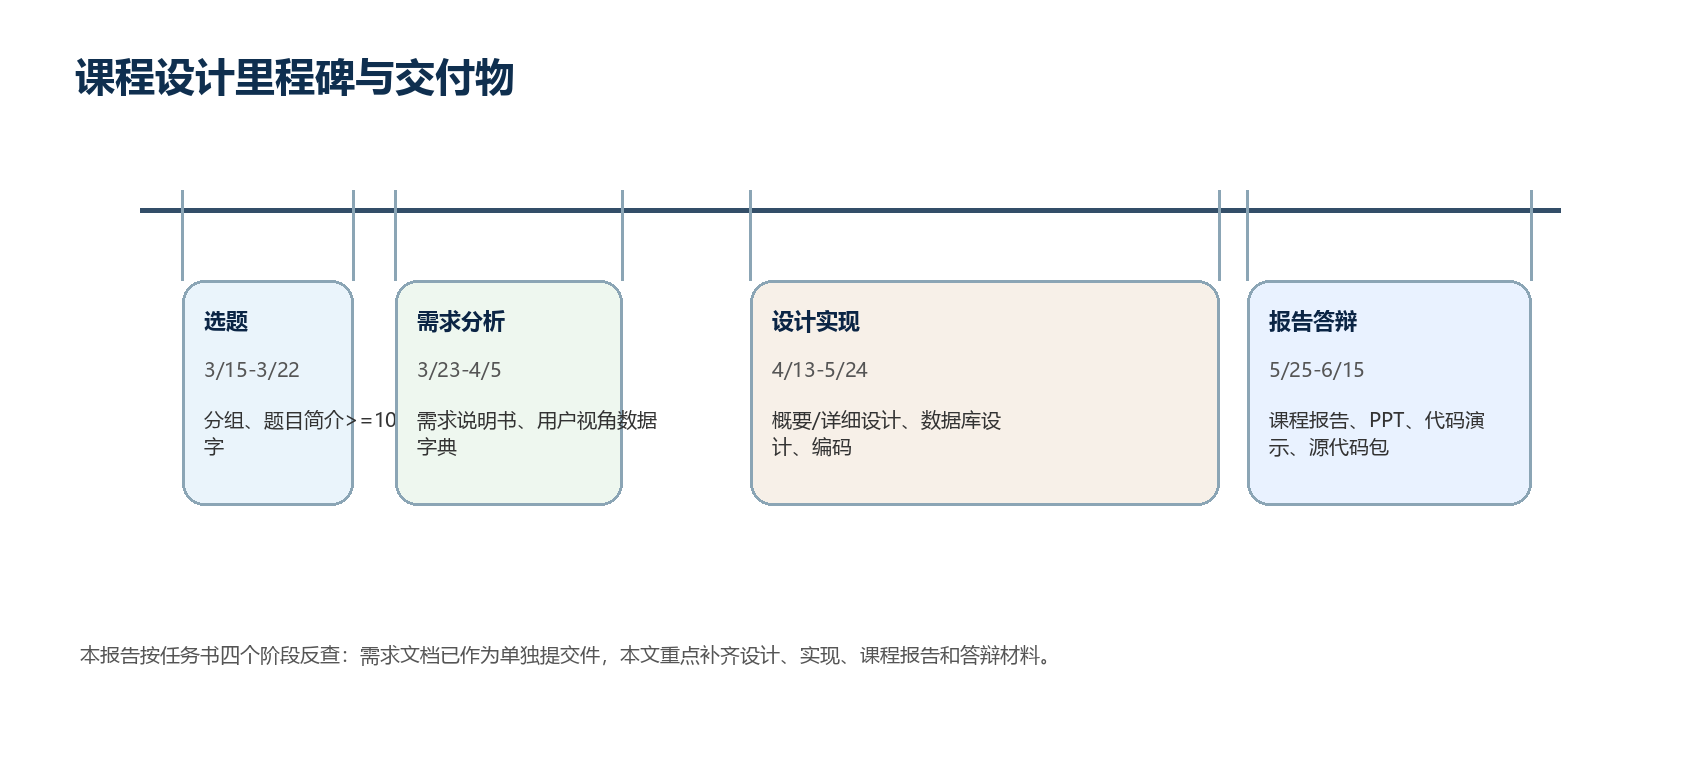 课程设计里程碑与交付物
选题
3/15-3/22
分组、题目简介>=10
字
需求分析
3/23-4/5
需求说明书、用户视角数据
字典
设计实现
4/13-5/24
概要/详细设计、数据库设
计、编码
报告答辩
5/25-6/15
课程报告、PPT、代码演
示、源代码包
本报告按任务书四个阶段反查：需求文档已作为单独提交件，本文重点补齐设计、实现、课程报告和答辩材料。